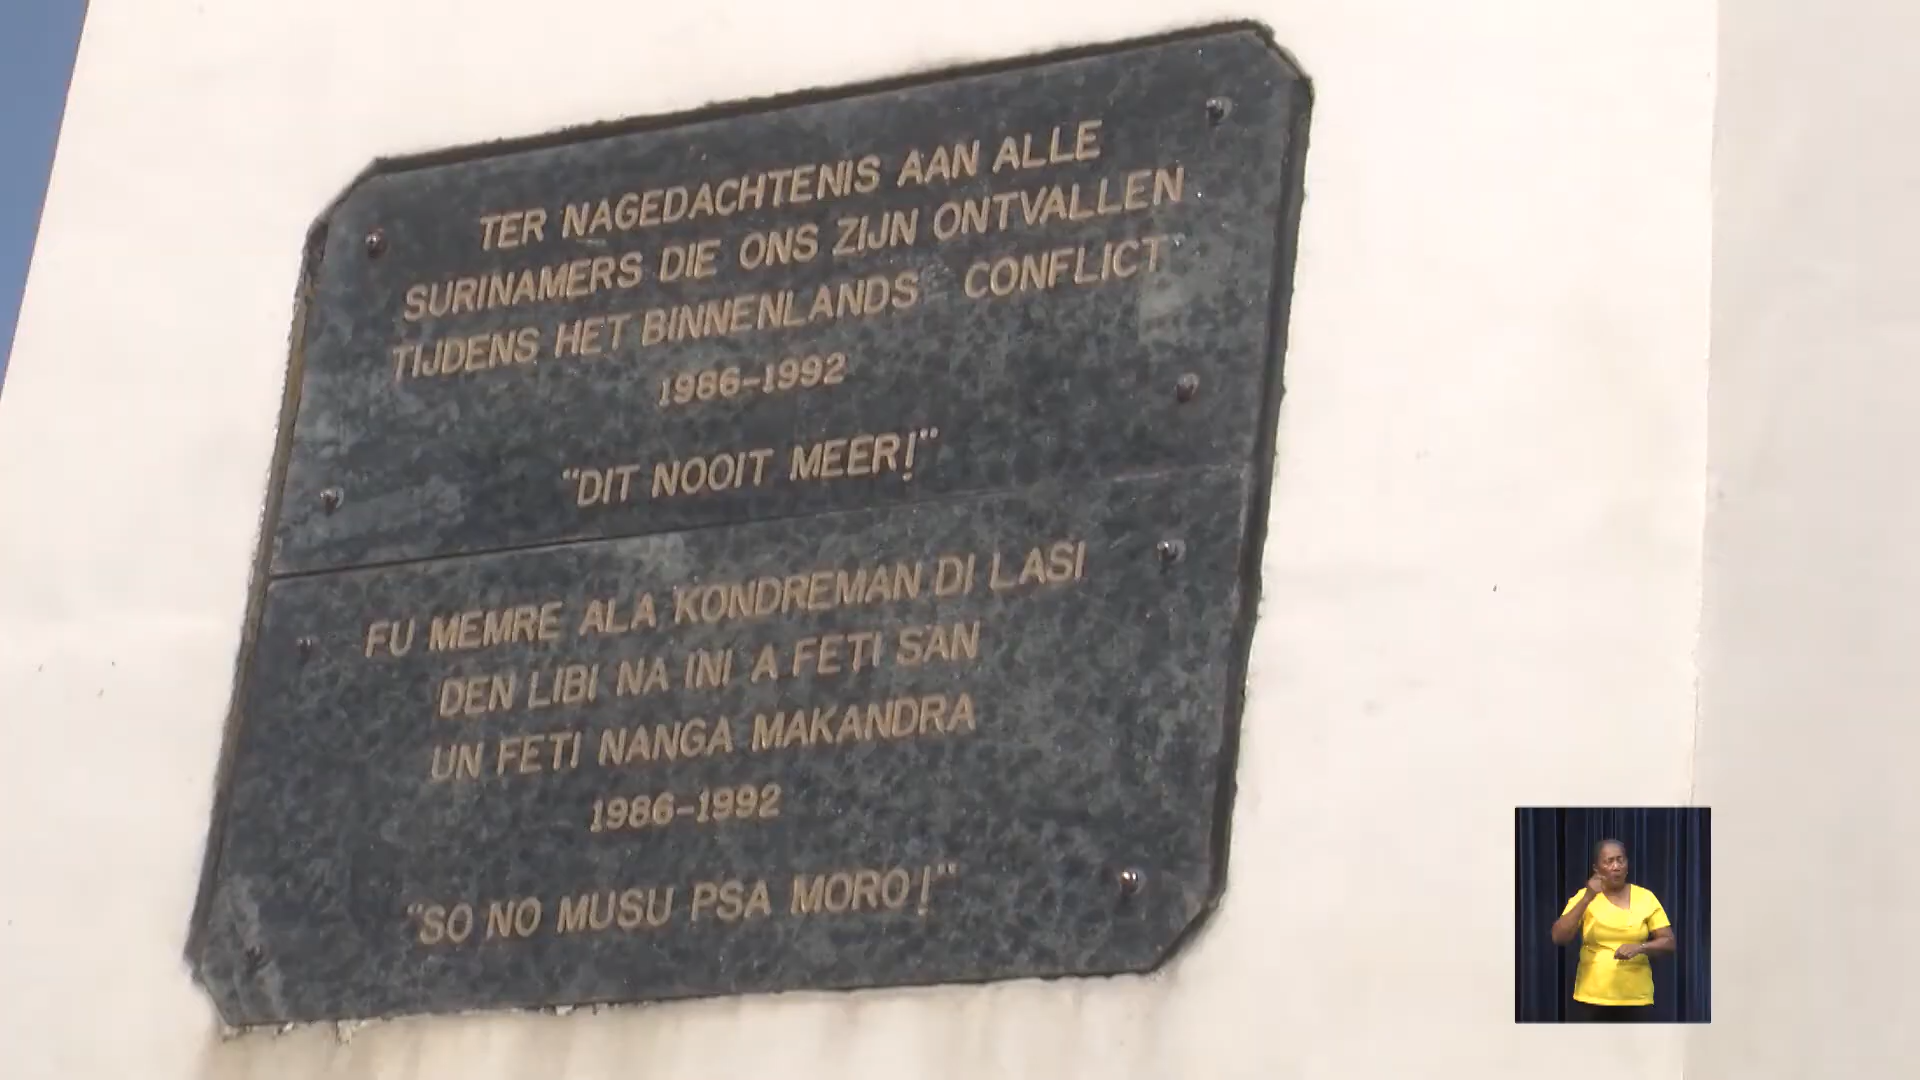 TER NAGEDACHTENIS AAN ALLE
SURINAMERS DIE ONS ZIJN ONTVALLEN
TIJDENS HET BINNENLANDS CONFLICT
1986-1992
"DIT NOOIT MEER!"
FU MEMRE ALA KONDREMAN DI LASI
DEN LIBI NA INI A FETI SAN
UN FETI NANGA MAKANDRA
1986-1992
"SO NO MUSU PSA MORO!"